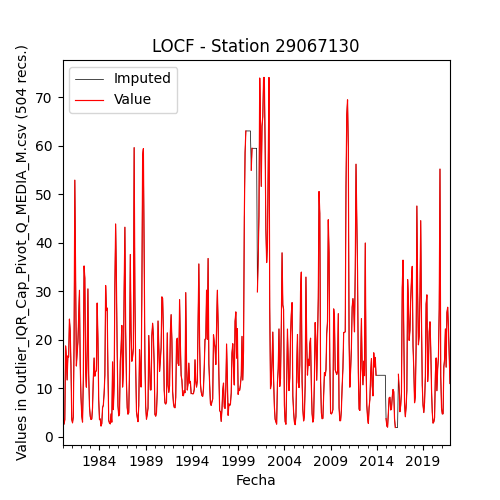 LOCF - Station 29067130
Imputed
Value
Values in Outlier_IQR_Cap_Pivot_Q_MEDIA_M.csv (504 recs.)
70
60
50
40
30
20
10
0
1984 1989 1994 1999 2004 2009 2014 2019
Fecha